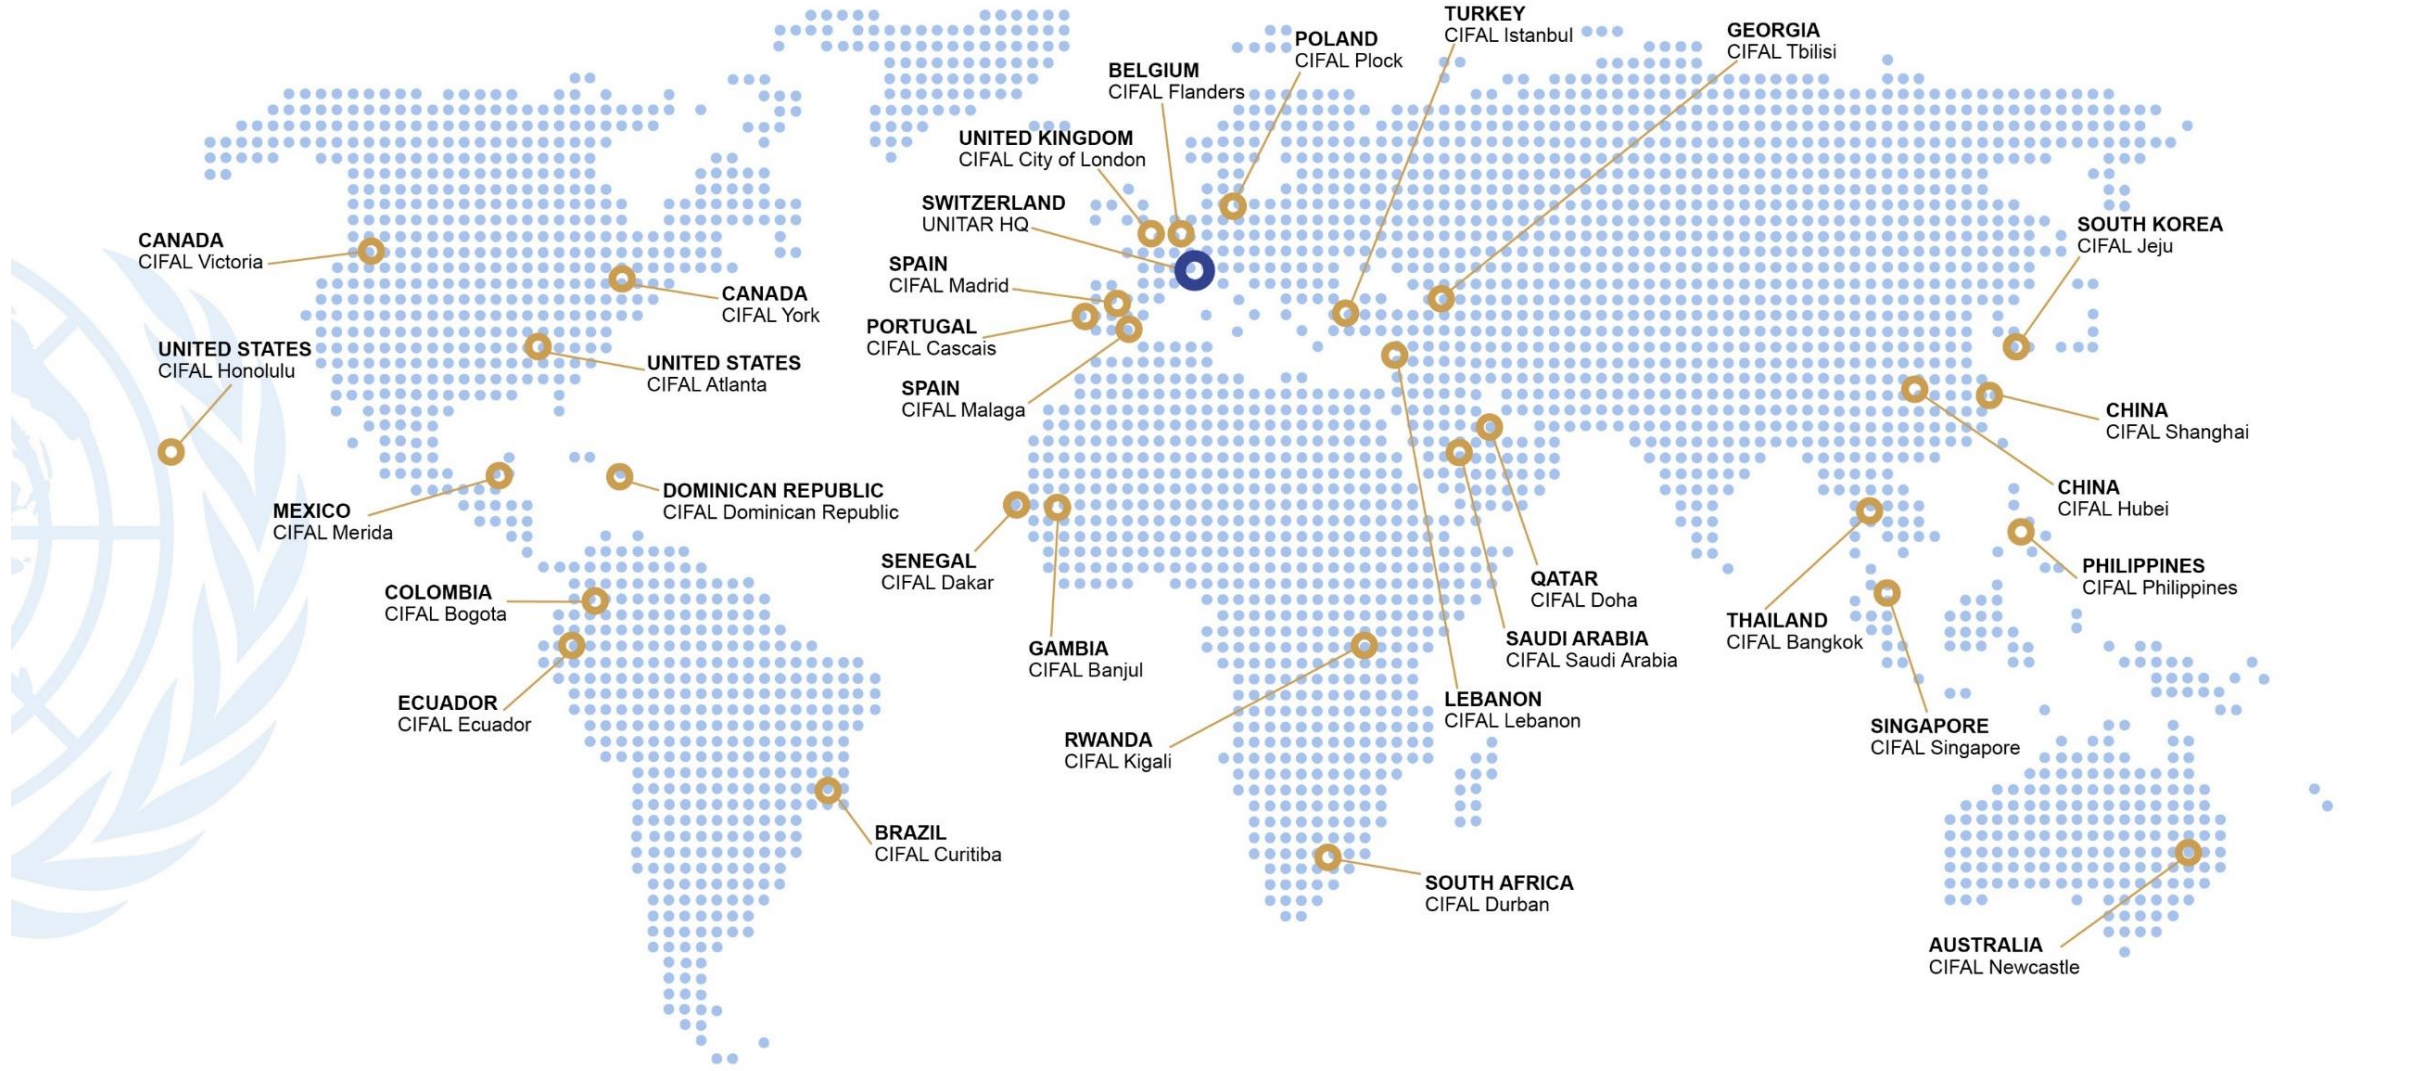 TURKEY
CIFAL Istanbul
GEORGIA
CIFAL Tbilisi
POLAND
CIFAL Plock
BELGIUM
CIFAL Flanders
UNITED KINGDOM
CIFAL City of London
SWITZERLAND
UNITAR HQ
SOUTH KOREA
CIFAL Jeju
CANADA
CIFAL Victoria
SPAIN
CIFAL Madrid
CANADA
CIFAL York
PORTUGAL
CIFAL Cascais
UNITED STATES
CIFAL Honolulu
UNITED STATES
CIFAL Atlanta
SPAIN
CIFAL Malaga
CHINA
CIFAL Shanghai
CHINA
CIFAL Hubei
DOMINICAN REPUBLIC
CIFAL Dominican Republic
MEXICO
CIFAL Merida
SENEGAL
CIFAL Dakar
PHILIPPINES
CIFAL Philippines
QATAR
CIFAL Doha
COLOMBIA
CIFAL Bogota
THAILAND
CIFAL Bangkok
SAUDI ARABIA
CIFAL Saudi Arabia
GAMBIA
CIFAL Banjul
LEBANON
CIFAL Lebanon
ECUADOR
CIFAL Ecuador
SINGAPORE
CIFAL Singapore
RWANDA
CIFAL Kigali
BRAZIL
CIFAL Curitiba
SOUTH AFRICA
CIFAL Durban
AUSTRALIA
CIFAL Newcastle